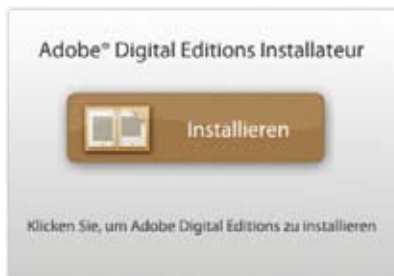 Adobe® Digital Editions Installateur
Installieren
Klicken Sie, um Adobe Digital Editions zu installieren